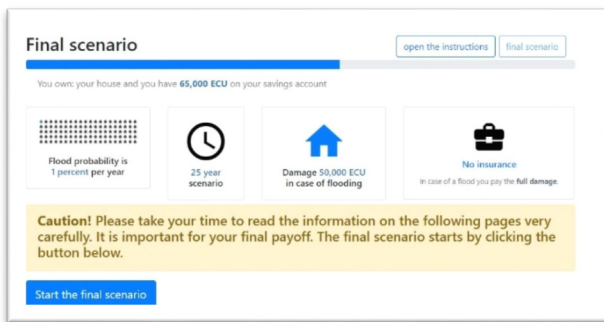 Final scenario
open the instructions
final scenario
You own: your house and you have 65,000 ECU on your savings account
Flood probability is
1 percent per year
25 year
scenario
Damage 50,000 ECU
in case of flooding
No insurance
In case of a flood you pay the full damage.
Caution! Please take your time to read the information on the following pages very
carefully. It is important for your final payoff. The final scenario starts by clicking the
button below.
Start the final scenario